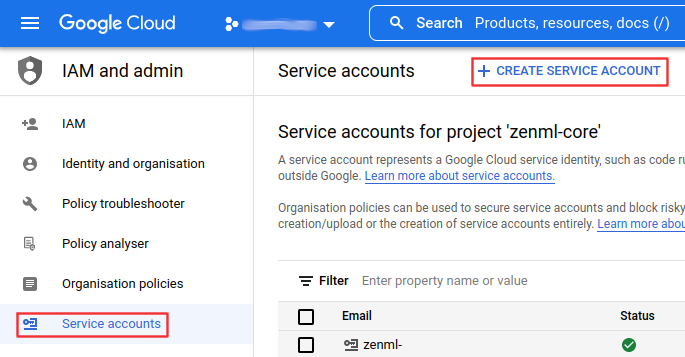 Google Cloud
Search Products, resources, docs (/)
IAM and admin
IAM
Identity and organisation
Policy troubleshooter
Policy analyser
Organisation policies
Service accounts
Service accounts
+ CREATE SERVICE ACCOUNT
Service accounts for project 'zenml-core'
A service account represents a Google Cloud service identity, such as code ru
outside Google. Learn more about service accounts.
Organisation policies can be used to secure service accounts and block risky
creation/upload or the creation of service accounts entirely. Learn more abou
Filter Enter property name or value
Email Status
zenml-